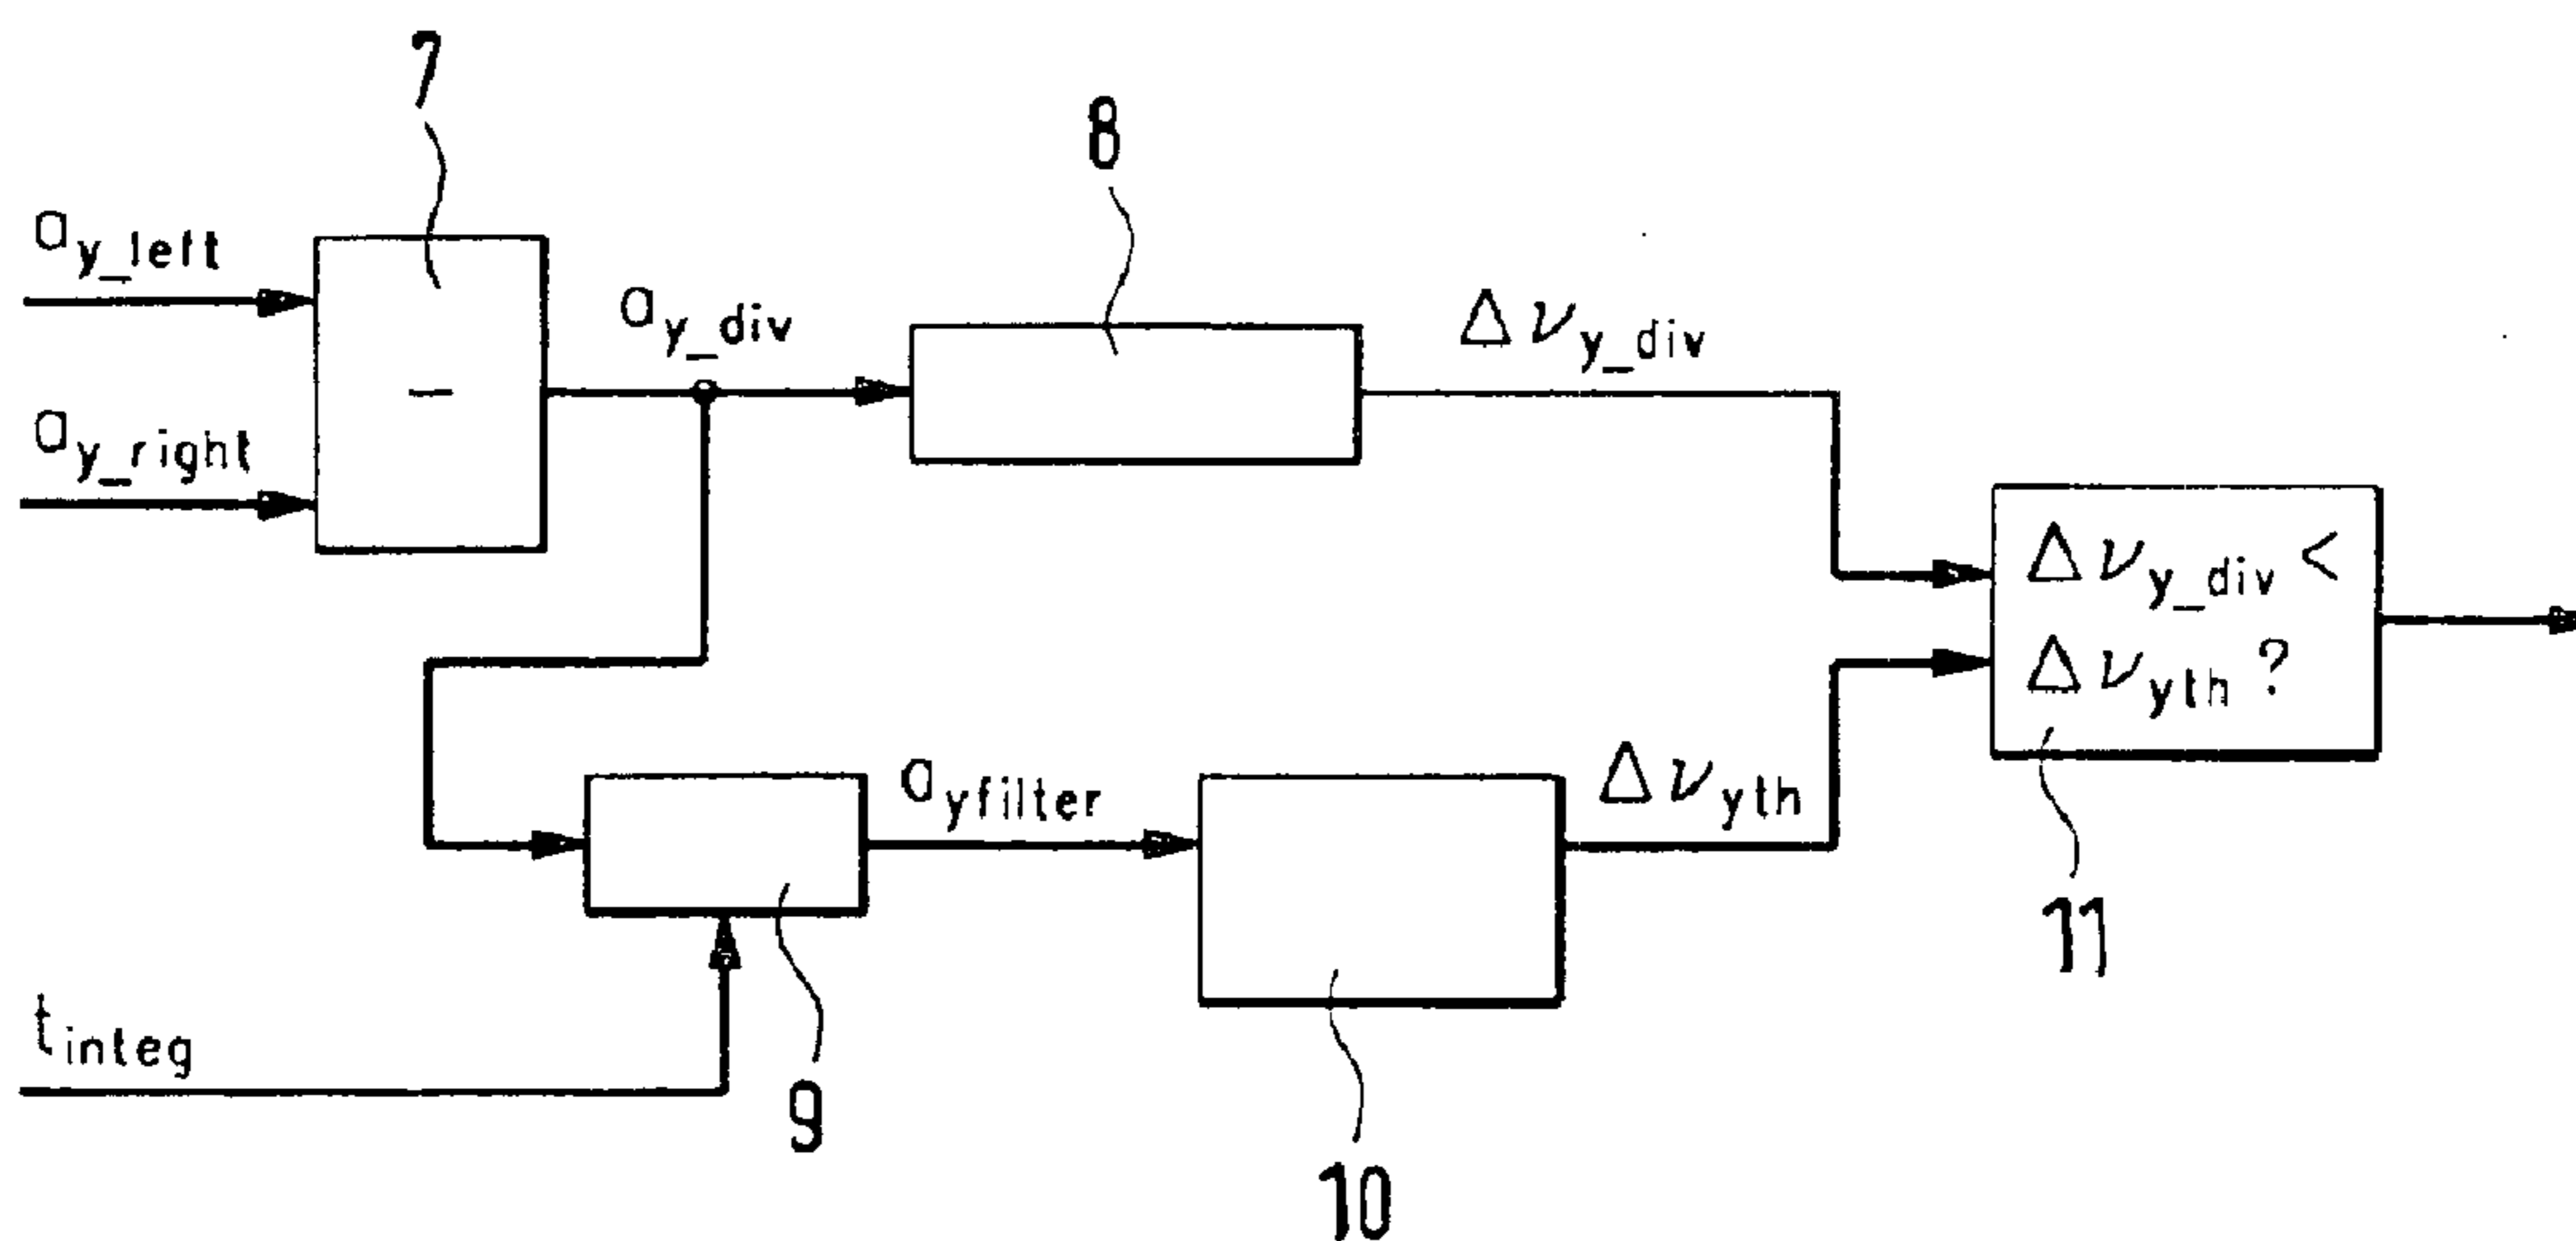 7
8
a_y_left
a_y_div
Δν_y_div
a_y_right
−
Δν_y_div <
Δν_yth ?
a_yfilter
Δν_yth
11
t_integ
9
10